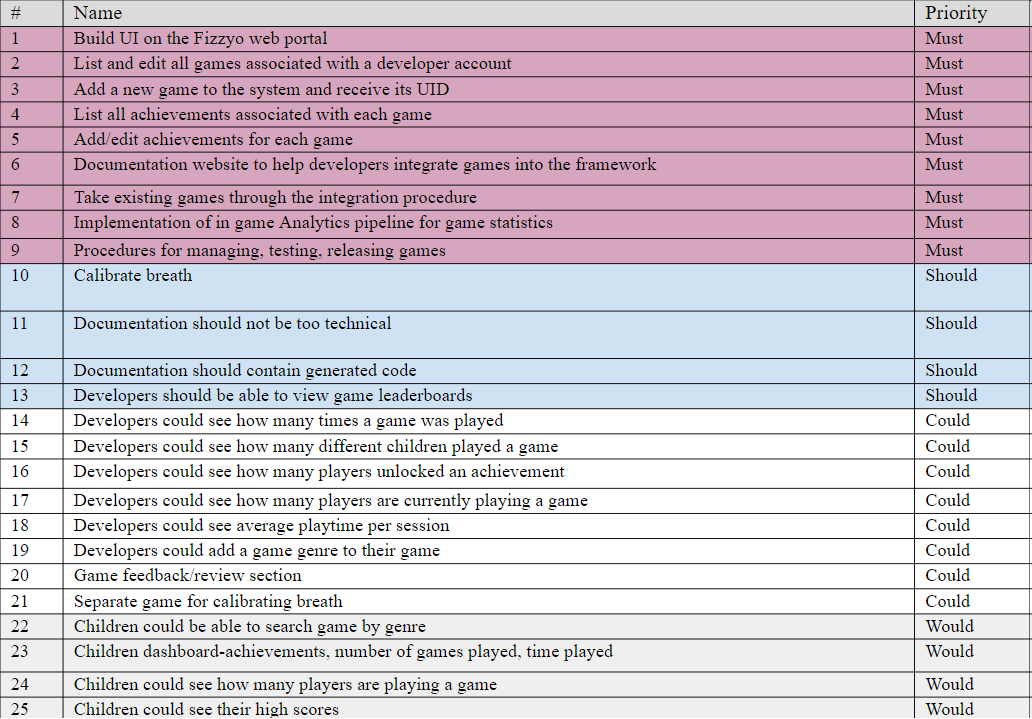 # Name Priority
1 Build UI on the Fizzyo web portal Must
2 List and edit all games associated with a developer account Must
3 Add a new game to the system and receive its UID Must
4 List all achievements associated with each game Must
5 Add/edit achievements for each game Must
6 Documentation website to help developers integrate games into the framework Must
7 Take existing games through the integration procedure Must
8 Implementation of in game Analytics pipeline for game statistics Must
9 Procedures for managing, testing, releasing games Must
10 Calibrate breath Should
11 Documentation should not be too technical Should
12 Documentation should contain generated code Should
13 Developers should be able to view game leaderboards Should
14 Developers could see how many times a game was played Could
15 Developers could see how many different children played a game Could
16 Developers could see how many players unlocked an achievement Could
17 Developers could see how many players are currently playing a game Could
18 Developers could see average playtime per session Could
19 Developers could add a game genre to their game Could
20 Game feedback/review section Could
21 Separate game for calibrating breath Could
22 Children could be able to search game by genre Would
23 Children dashboard-achievements, number of games played, time played Would
24 Children could see how many players are playing a game Would
25 Children could see their high scores Would